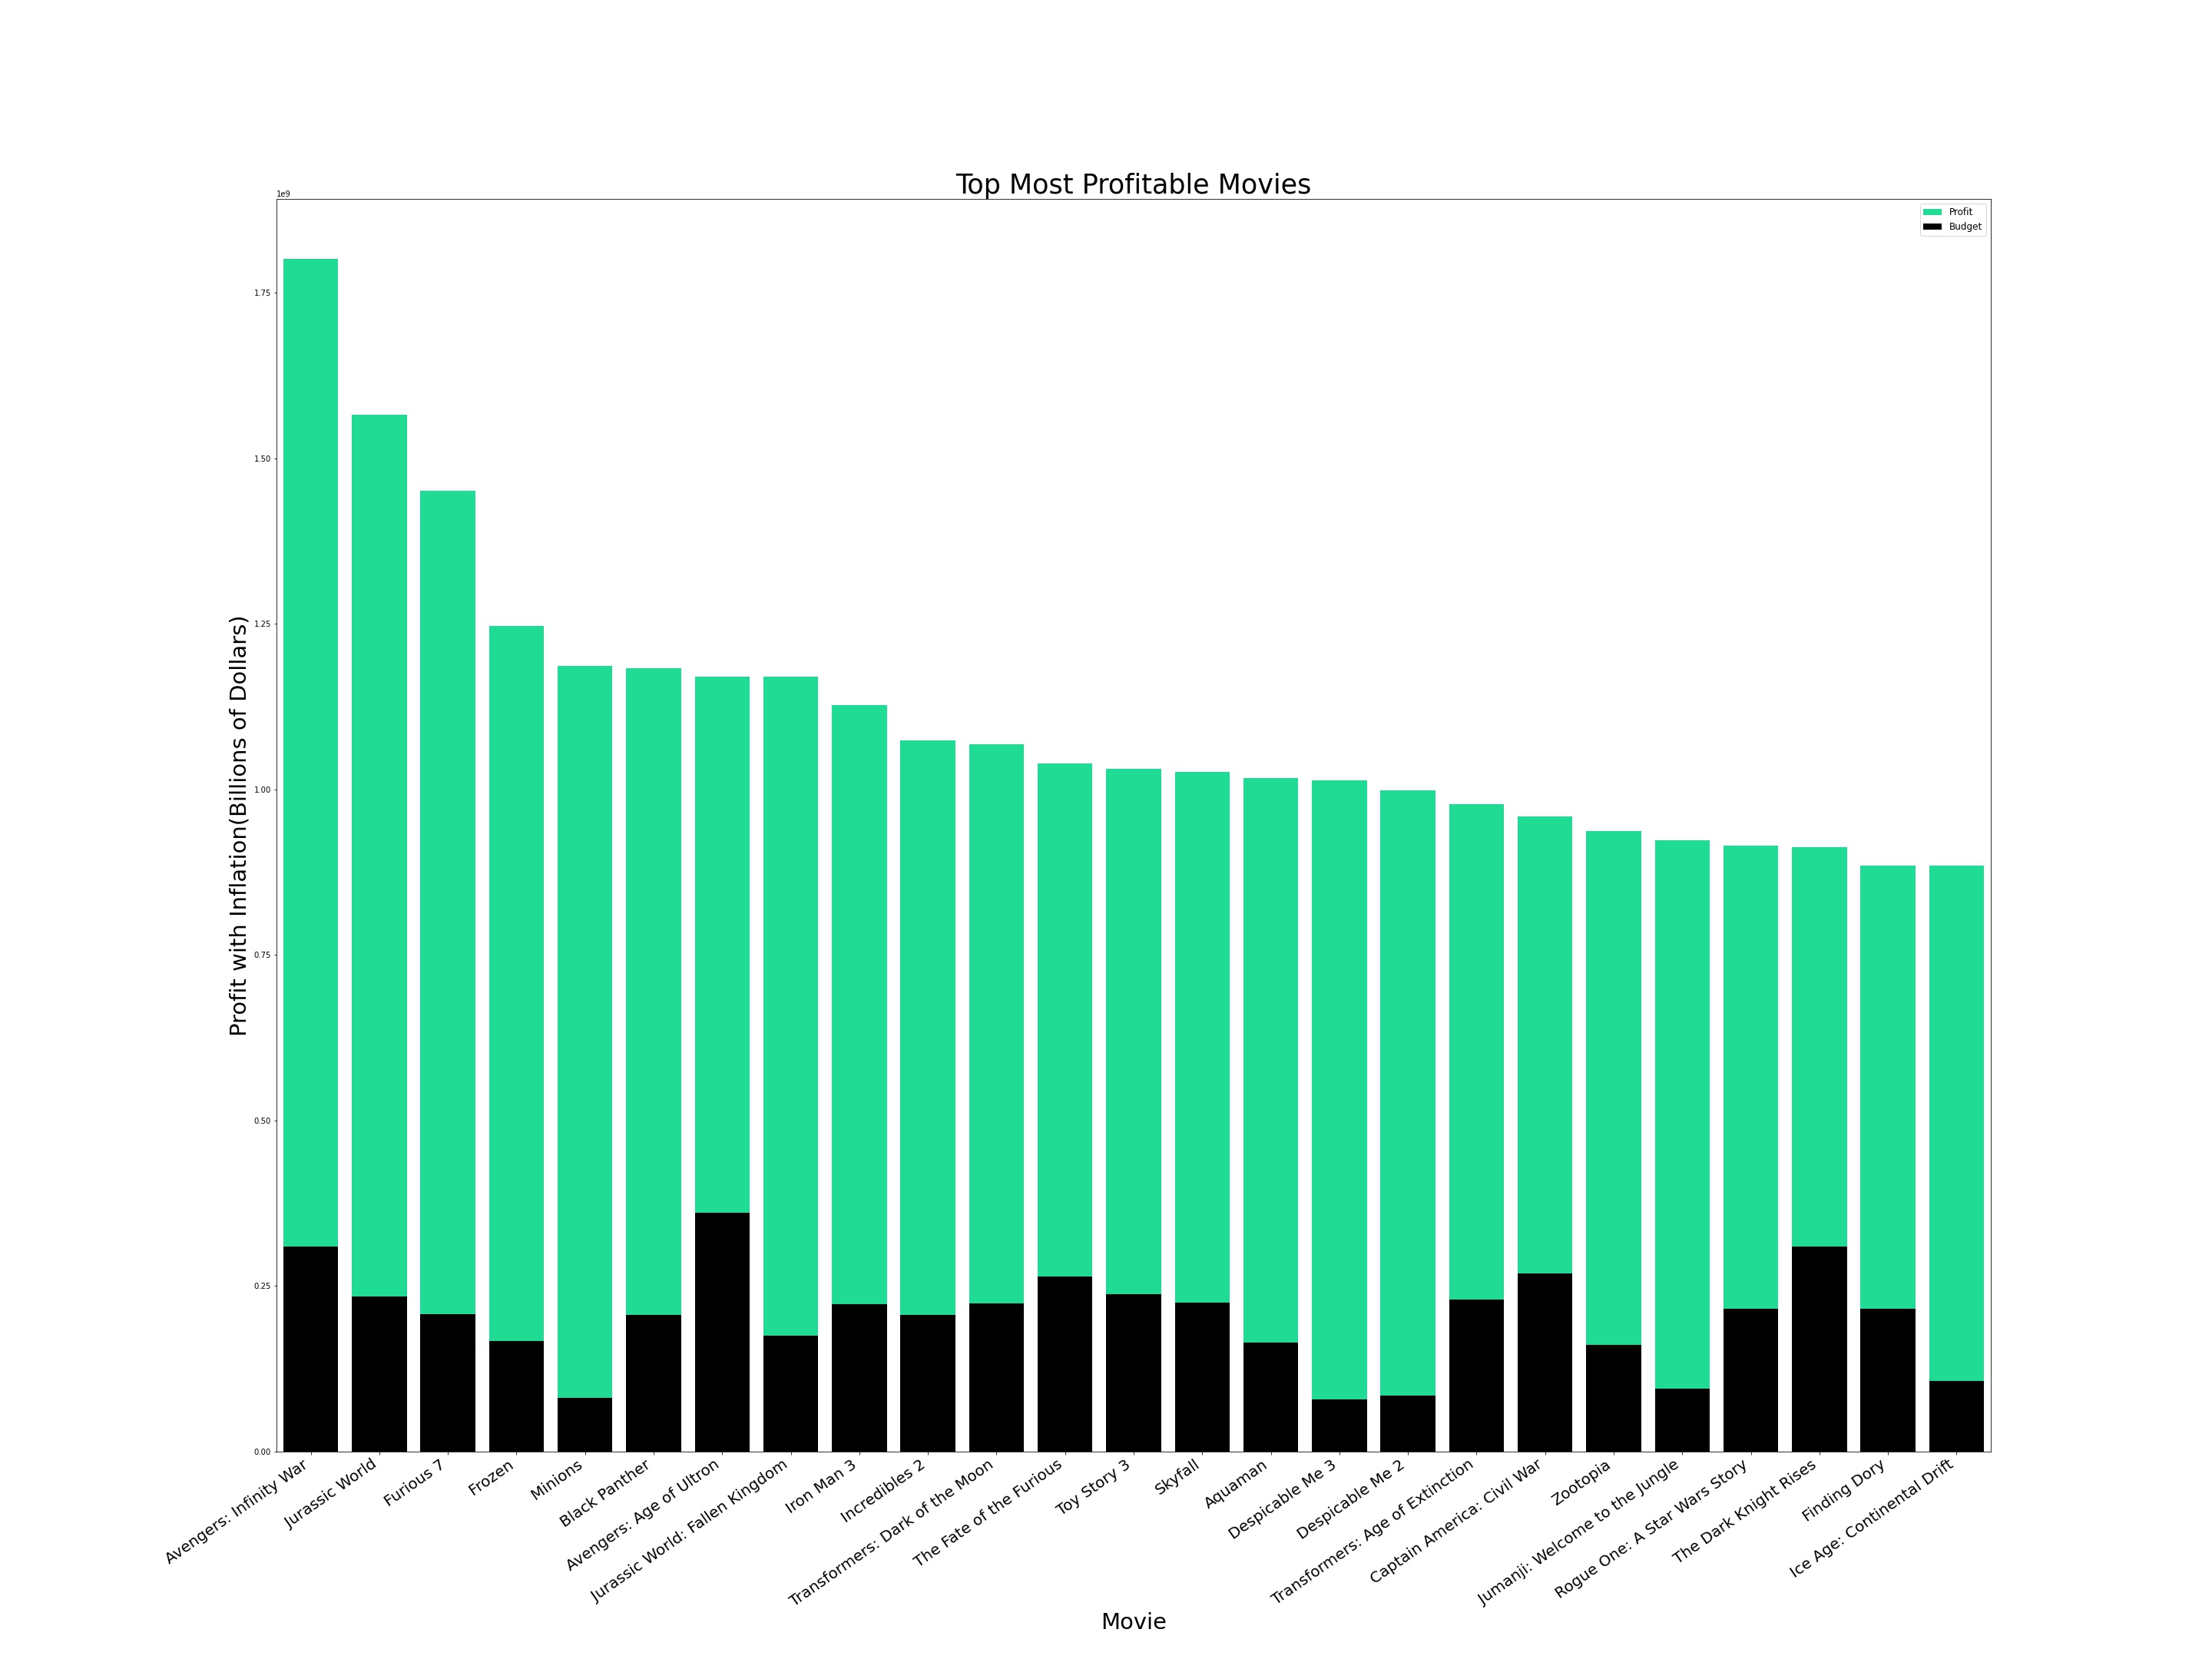 Top Most Profitable Movies
1e9
Profit
Budget
Profit with Inflation(Billions of Dollars)
1.75
1.50
1.25
1.00
0.75
0.50
0.25
0.00
Avengers: Infinity War
Jurassic World
Furious 7
Frozen
Minions
Black Panther
Avengers: Age of Ultron
Jurassic World: Fallen Kingdom
Iron Man 3
Incredibles 2
Transformers: Dark of the Moon
The Fate of the Furious
Toy Story 3
Skyfall
Aquaman
Despicable Me 3
Despicable Me 2
Transformers: Age of Extinction
Captain America: Civil War
Zootopia
Jumanji: Welcome to the Jungle
Rogue One: A Star Wars Story
The Dark Knight Rises
Finding Dory
Ice Age: Continental Drift
Movie